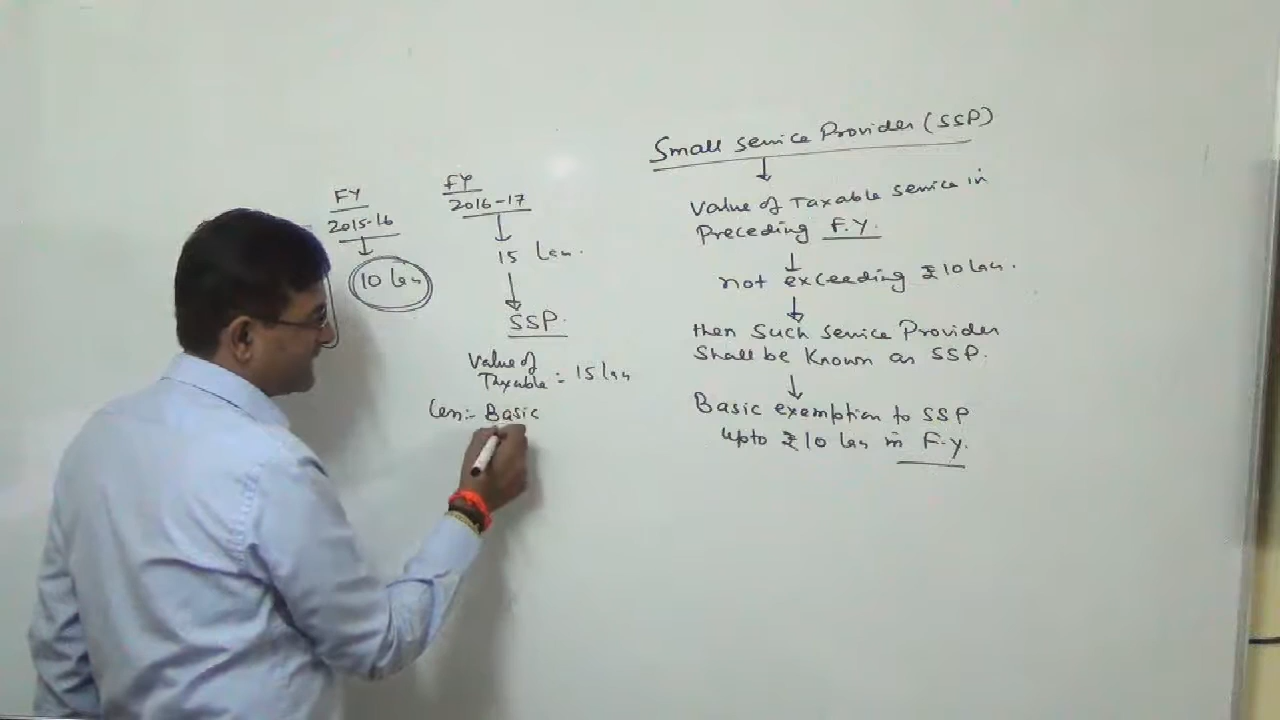 Small Service Provider (SSP)
Value of Taxable service in
Preceding F.Y.
not exceeding ₹10 lac.
then such service Provider
Shall be Known as SSP.
Basic exemption to SSP
upto ₹10 lac in F.Y.
FY
2015-16
10 lac
FY
2016-17
15 lac.
SSP.
Value of
Taxable = 15 lac
Less:- Basic